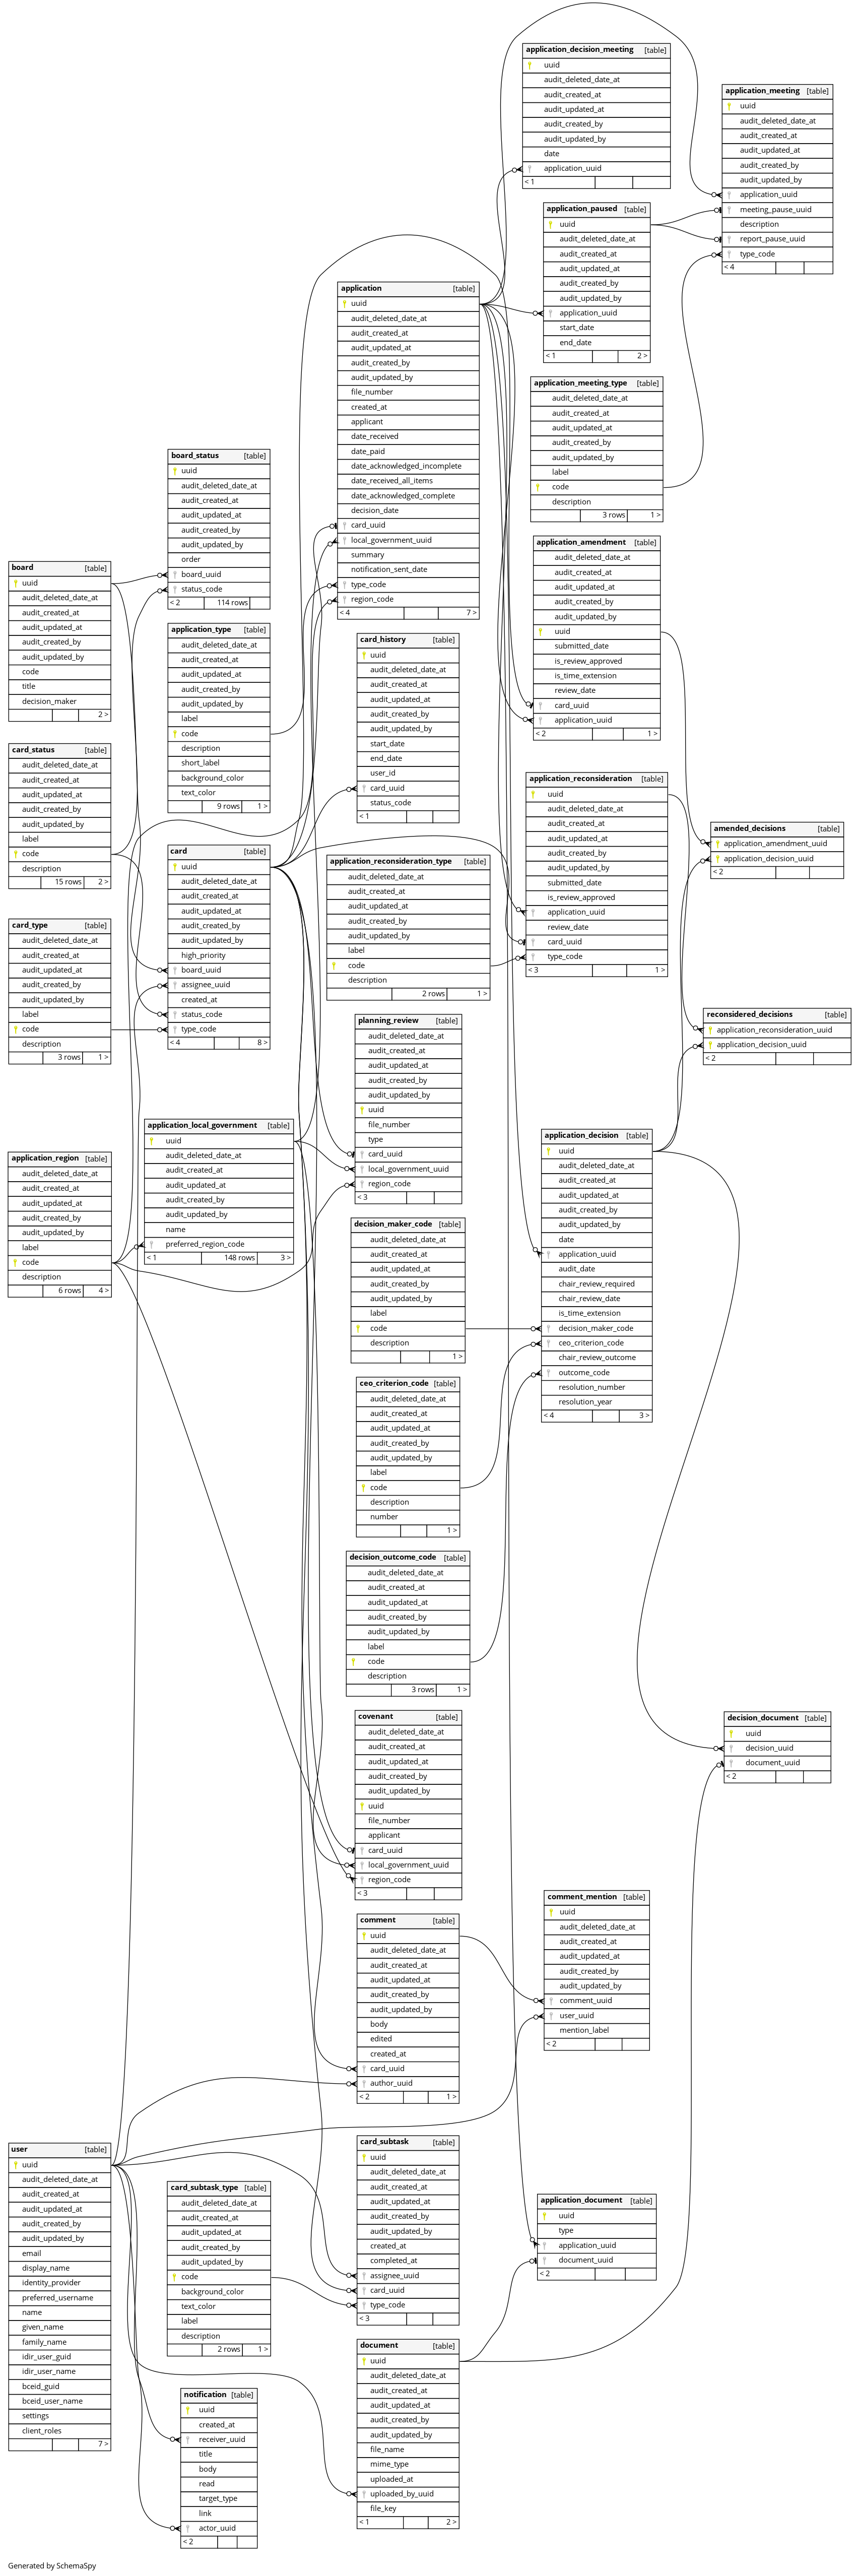 board [table]
uuid
audit_deleted_date_at
audit_created_at
audit_updated_at
audit_created_by
audit_updated_by
code
title
decision_maker
2 >
card_status [table]
audit_deleted_date_at
audit_created_at
audit_updated_at
audit_created_by
audit_updated_by
label
code
description
15 rows 2 >
card_type [table]
audit_deleted_date_at
audit_created_at
audit_updated_at
audit_created_by
audit_updated_by
label
code
description
3 rows 1 >
application_region [table]
audit_deleted_date_at
audit_created_at
audit_updated_at
audit_created_by
audit_updated_by
label
code
description
6 rows 4 >
user [table]
uuid
audit_deleted_date_at
audit_created_at
audit_updated_at
audit_created_by
audit_updated_by
email
display_name
identity_provider
preferred_username
name
given_name
family_name
idir_user_guid
idir_user_name
bceid_guid
bceid_user_name
settings
client_roles
7 >
board_status [table]
uuid
audit_deleted_date_at
audit_created_at
audit_updated_at
audit_created_by
audit_updated_by
order
board_uuid
status_code
< 2 114 rows
application_type [table]
audit_deleted_date_at
audit_created_at
audit_updated_at
audit_created_by
audit_updated_by
label
code
description
short_label
background_color
text_color
9 rows 1 >
card [table]
uuid
audit_deleted_date_at
audit_created_at
audit_updated_at
audit_created_by
audit_updated_by
high_priority
board_uuid
assignee_uuid
created_at
status_code
type_code
< 4 8 >
application_local_government [table]
uuid
audit_deleted_date_at
audit_created_at
audit_updated_at
audit_created_by
audit_updated_by
name
preferred_region_code
< 1 148 rows 3 >
card_subtask_type [table]
audit_deleted_date_at
audit_created_at
audit_updated_at
audit_created_by
audit_updated_by
code
background_color
text_color
label
description
2 rows 1 >
notification [table]
uuid
created_at
receiver_uuid
title
body
read
target_type
link
actor_uuid
< 2
application [table]
uuid
audit_deleted_date_at
audit_created_at
audit_updated_at
audit_created_by
audit_updated_by
file_number
created_at
applicant
date_received
date_paid
date_acknowledged_incomplete
date_received_all_items
date_acknowledged_complete
decision_date
card_uuid
local_government_uuid
summary
notification_sent_date
type_code
region_code
< 4 7 >
card_history [table]
uuid
audit_deleted_date_at
audit_created_at
audit_updated_at
audit_created_by
audit_updated_by
start_date
end_date
user_id
card_uuid
status_code
< 1
application_reconsideration_type [table]
audit_deleted_date_at
audit_created_at
audit_updated_at
audit_created_by
audit_updated_by
label
code
description
2 rows 1 >
planning_review [table]
audit_deleted_date_at
audit_created_at
audit_updated_at
audit_created_by
audit_updated_by
uuid
file_number
type
card_uuid
local_government_uuid
region_code
< 3
decision_maker_code [table]
audit_deleted_date_at
audit_created_at
audit_updated_at
audit_created_by
audit_updated_by
label
code
description
1 >
ceo_criterion_code [table]
audit_deleted_date_at
audit_created_at
audit_updated_at
audit_created_by
audit_updated_by
label
code
description
number
1 >
decision_outcome_code [table]
audit_deleted_date_at
audit_created_at
audit_updated_at
audit_created_by
audit_updated_by
label
code
description
3 rows 1 >
covenant [table]
audit_deleted_date_at
audit_created_at
audit_updated_at
audit_created_by
audit_updated_by
uuid
file_number
applicant
card_uuid
local_government_uuid
region_code
< 3
comment [table]
uuid
audit_deleted_date_at
audit_created_at
audit_updated_at
audit_created_by
audit_updated_by
body
edited
created_at
card_uuid
author_uuid
< 2 1 >
card_subtask [table]
uuid
audit_deleted_date_at
audit_created_at
audit_updated_at
audit_created_by
audit_updated_by
created_at
completed_at
assignee_uuid
card_uuid
type_code
< 3
document [table]
uuid
audit_deleted_date_at
audit_created_at
audit_updated_at
audit_created_by
audit_updated_by
file_name
mime_type
uploaded_at
uploaded_by_uuid
file_key
< 1 2 >
application_decision_meeting [table]
uuid
audit_deleted_date_at
audit_created_at
audit_updated_at
audit_created_by
audit_updated_by
date
application_uuid
< 1
application_paused [table]
uuid
audit_deleted_date_at
audit_created_at
audit_updated_at
audit_created_by
audit_updated_by
application_uuid
start_date
end_date
< 1 2 >
application_meeting_type [table]
audit_deleted_date_at
audit_created_at
audit_updated_at
audit_created_by
audit_updated_by
label
code
description
3 rows 1 >
application_amendment [table]
audit_deleted_date_at
audit_created_at
audit_updated_at
audit_created_by
audit_updated_by
uuid
submitted_date
is_review_approved
is_time_extension
review_date
card_uuid
application_uuid
< 2 1 >
application_reconsideration [table]
uuid
audit_deleted_date_at
audit_created_at
audit_updated_at
audit_created_by
audit_updated_by
submitted_date
is_review_approved
application_uuid
review_date
card_uuid
type_code
< 3 1 >
application_decision [table]
uuid
audit_deleted_date_at
audit_created_at
audit_updated_at
audit_created_by
audit_updated_by
date
application_uuid
audit_date
chair_review_required
chair_review_date
is_time_extension
decision_maker_code
ceo_criterion_code
chair_review_outcome
outcome_code
resolution_number
resolution_year
< 4 3 >
comment_mention [table]
uuid
audit_deleted_date_at
audit_created_at
audit_updated_at
audit_created_by
audit_updated_by
comment_uuid
user_uuid
mention_label
< 2
application_document [table]
uuid
type
application_uuid
document_uuid
< 2
application_meeting [table]
uuid
audit_deleted_date_at
audit_created_at
audit_updated_at
audit_created_by
audit_updated_by
application_uuid
meeting_pause_uuid
description
report_pause_uuid
type_code
< 4
amended_decisions [table]
application_amendment_uuid
application_decision_uuid
< 2
reconsidered_decisions [table]
application_reconsideration_uuid
application_decision_uuid
< 2
decision_document [table]
uuid
decision_uuid
document_uuid
< 2
Generated by SchemaSpy